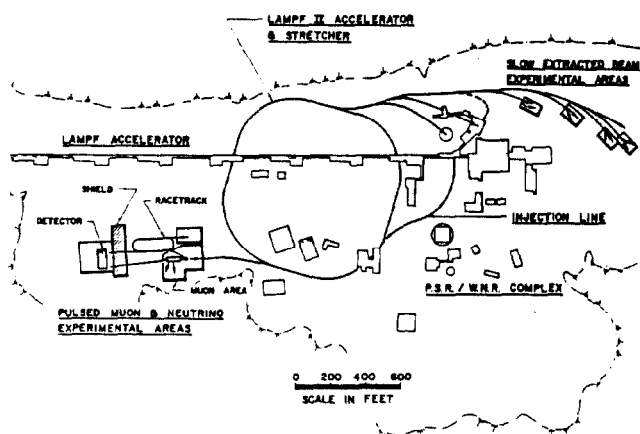 LAMPF II ACCELERATOR
& STRETCHER
SLOW EXTRACTED BEAM
EXPERIMENTAL AREAS
LAMPF ACCELERATOR
SHIELD
RACETRACK
DETECTOR
INJECTION LINE
MUON AREA
P.S.R. / W.N.R. COMPLEX
PULSED MUON & NEUTRINO
EXPERIMENTAL AREAS
0 200 400 600
SCALE IN FEET